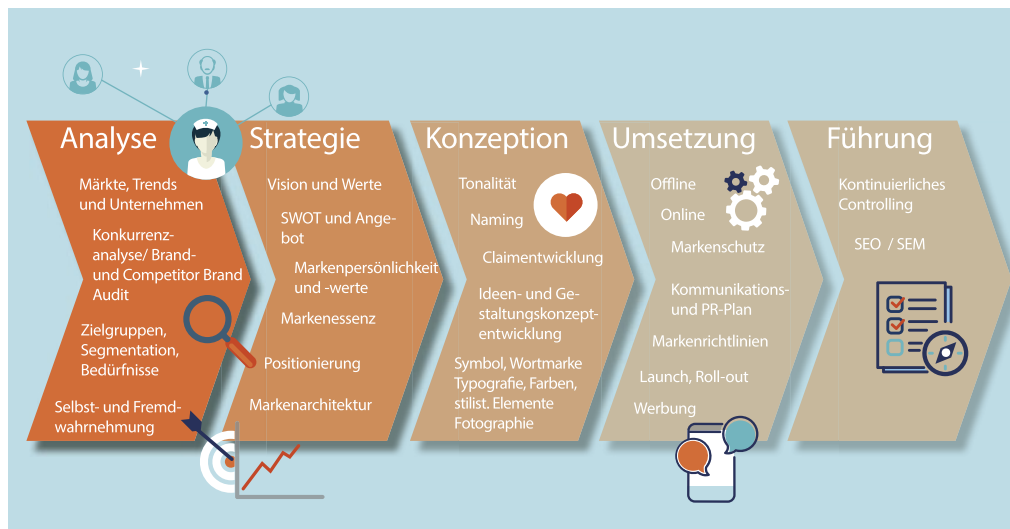 Analyse
Märkte, Trends
und Unternehmen
Konkurrenz-
analyse/ Brand-
und Competitor Brand
Audit
Zielgruppen,
Segmentation,
Bedürfnisse
Selbst- und Fremd-
wahrnehmung
Strategie
Vision und Werte
SWOT und Ange-
bot
Markenpersönlichkeit
und -werte
Markenessenz
Positionierung
Markenarchitektur
Konzeption
Tonalität
Naming
Claimentwicklung
Ideen- und Ge-
staltungskonzept-
entwicklung
Symbol, Wortmarke
Typografie, Farben,
stilist. Elemente
Fotographie
Umsetzung
Offline
Online
Markenschutz
Kommunikations-
und PR-Plan
Markenrichtlinien
Launch, Roll-out
Werbung
Führung
Kontinuierliches
Controlling
SEO / SEM